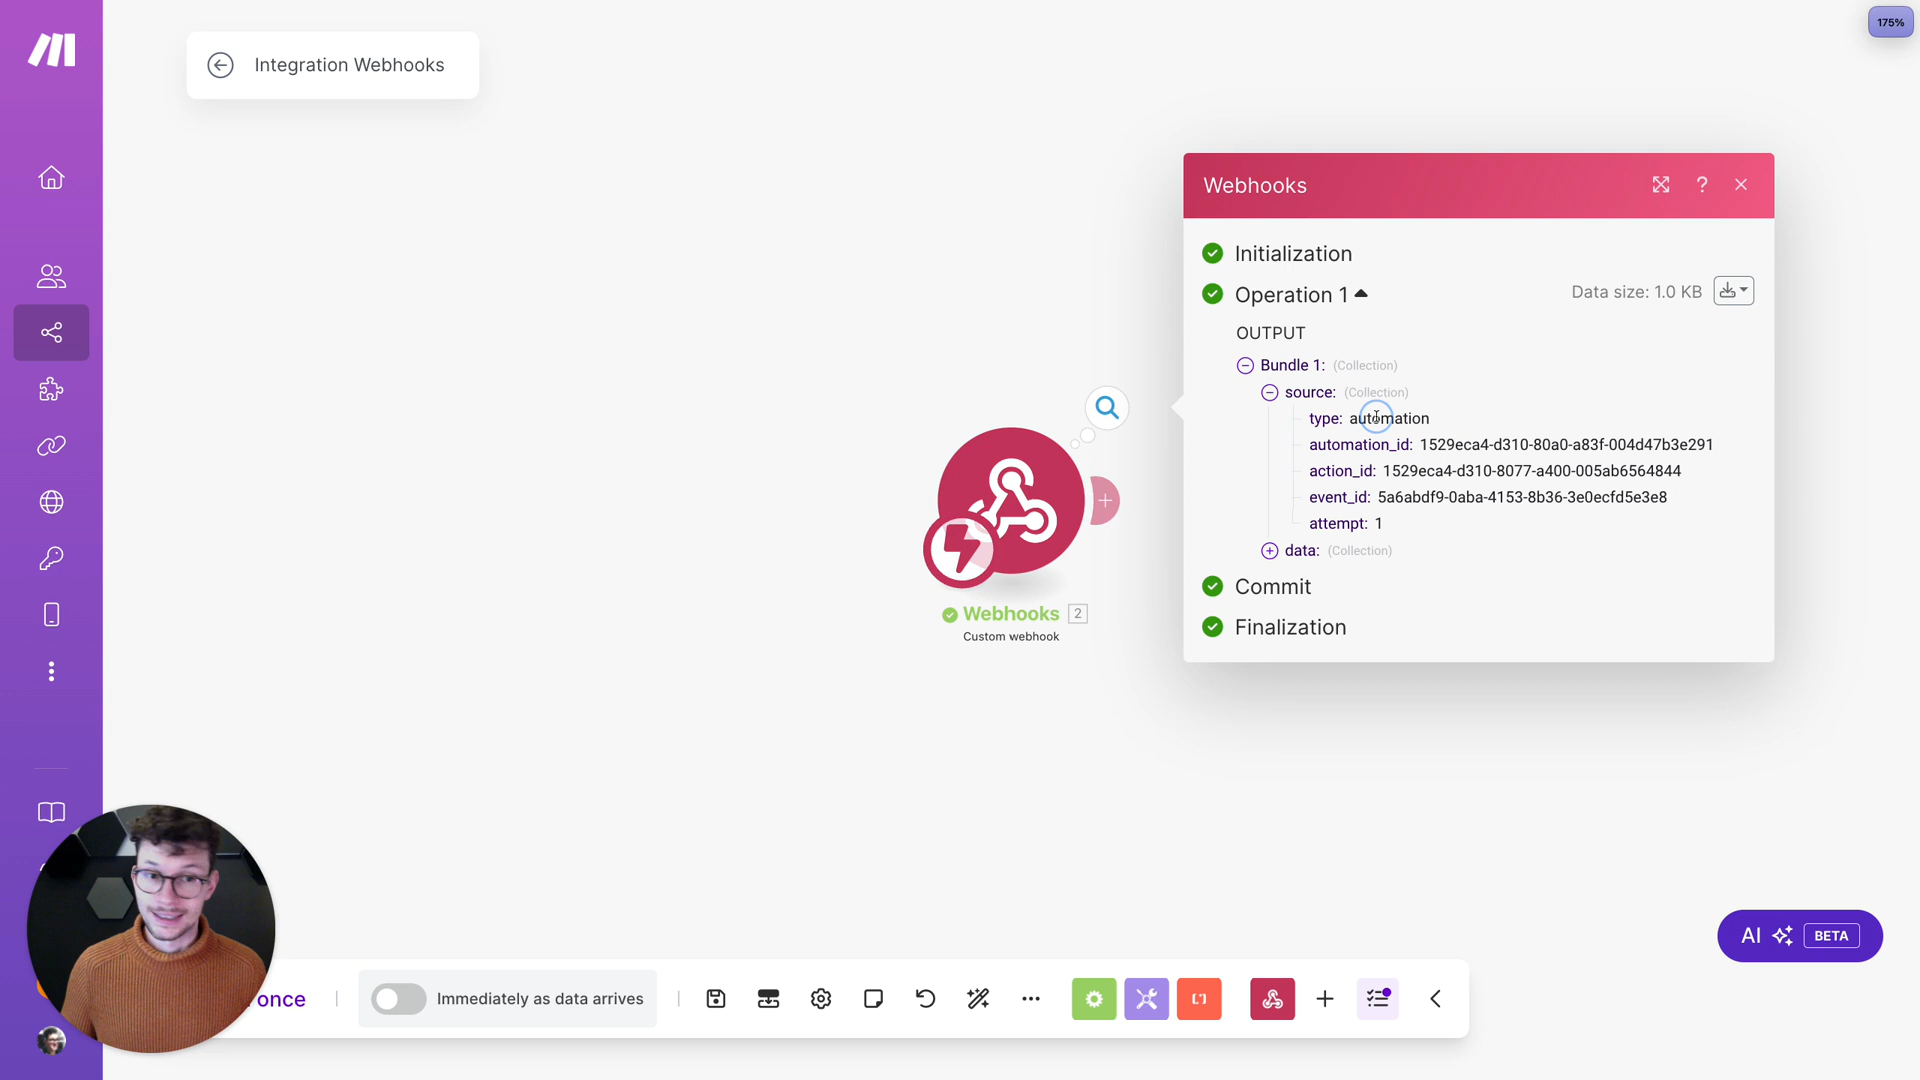 175%
Integration Webhooks
Webhooks
?
Initialization
Operation 1
Data size: 1.0 KB
OUTPUT
Bundle 1: (Collection)
source: (Collection)
type: automation
automation_id: 1529eca4-d310-80a0-a83f-004d47b3e291
action_id: 1529eca4-d310-8077-a400-005ab6564844
event_id: 5a6abdf9-0aba-4153-8b36-3e0ecfd5e3e8
attempt: 1
data: (Collection)
Commit
Finalization
Webhooks 2
Custom webhook
AI BETA
once
Immediately as data arrives